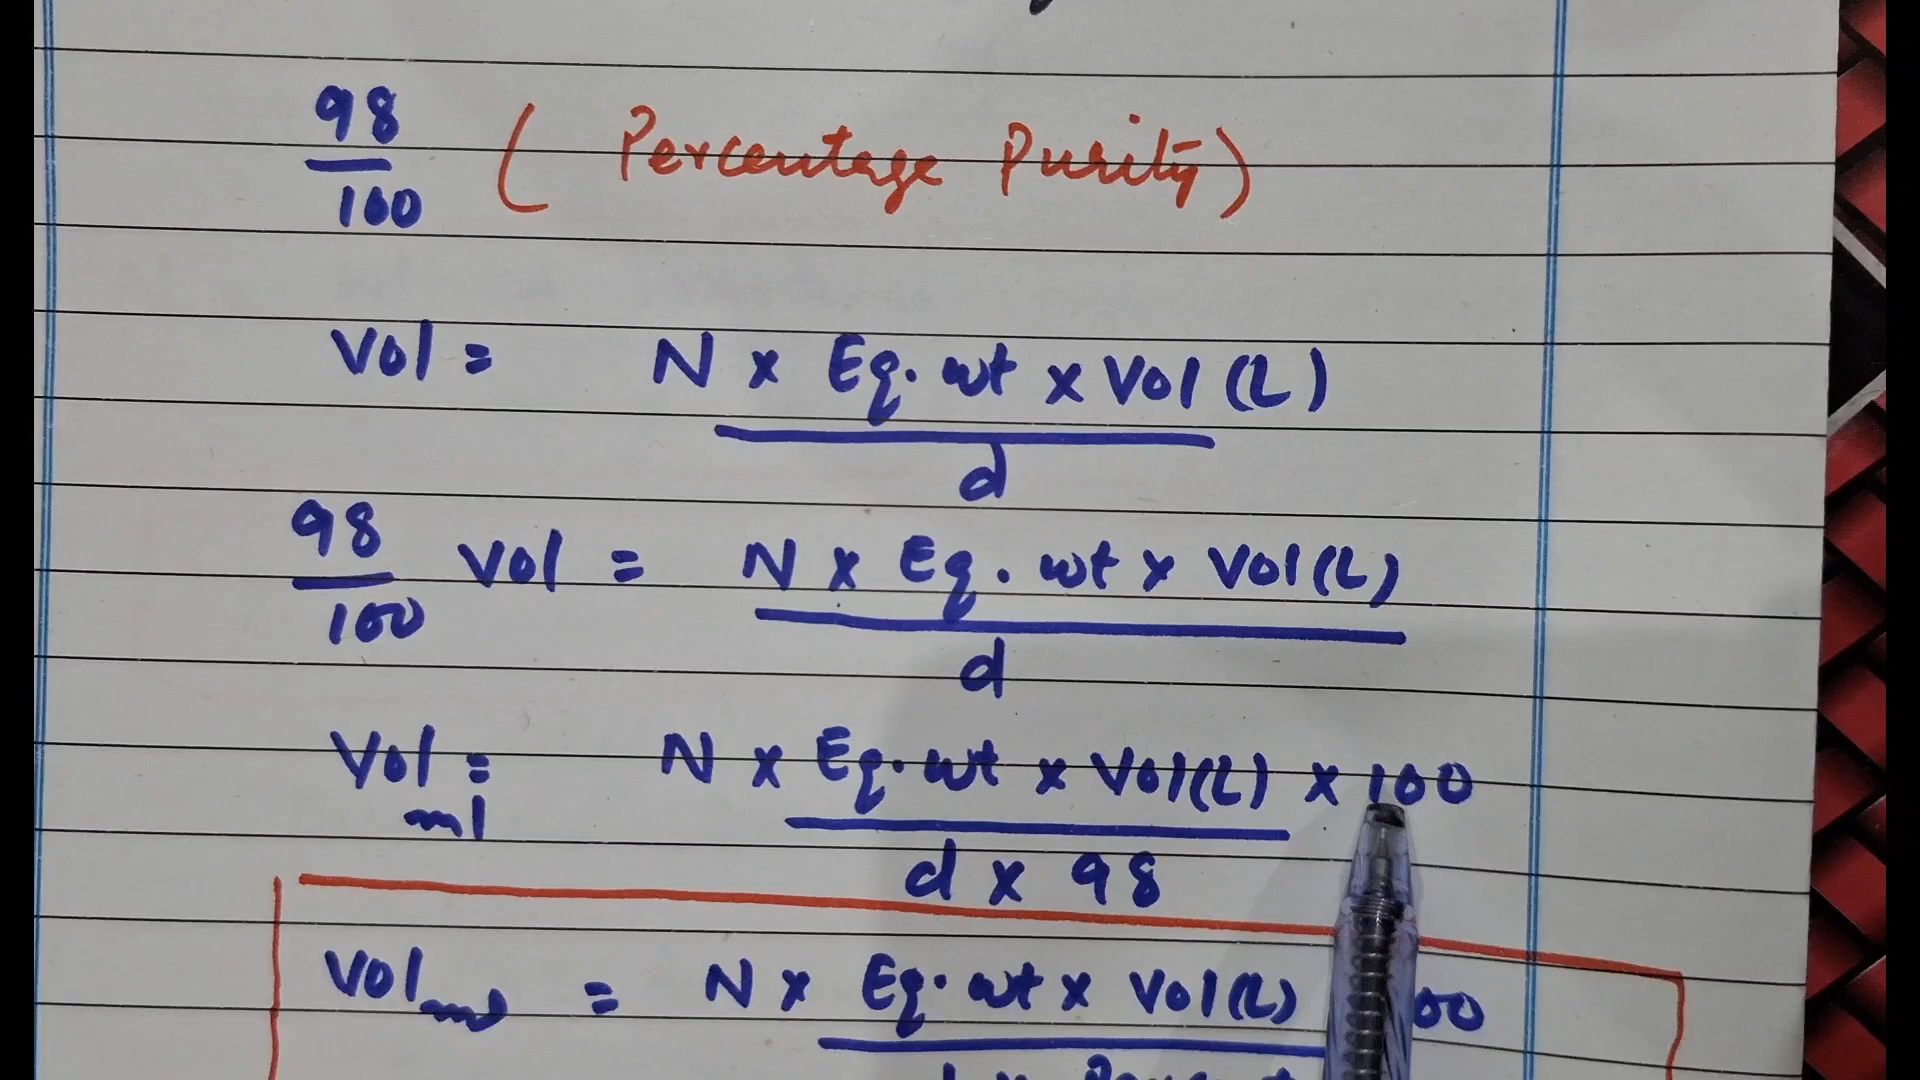 98
100 ( Percentage Purity)
Vol = N x Eq. wt x Vol (L)
d
98
100 Vol = N x Eq. wt x Vol (L)
d
Vol ml = N x Eq. wt x Vol (L) x 100
d x 98
Vol ml = N x Eq. wt x Vol (L) 00